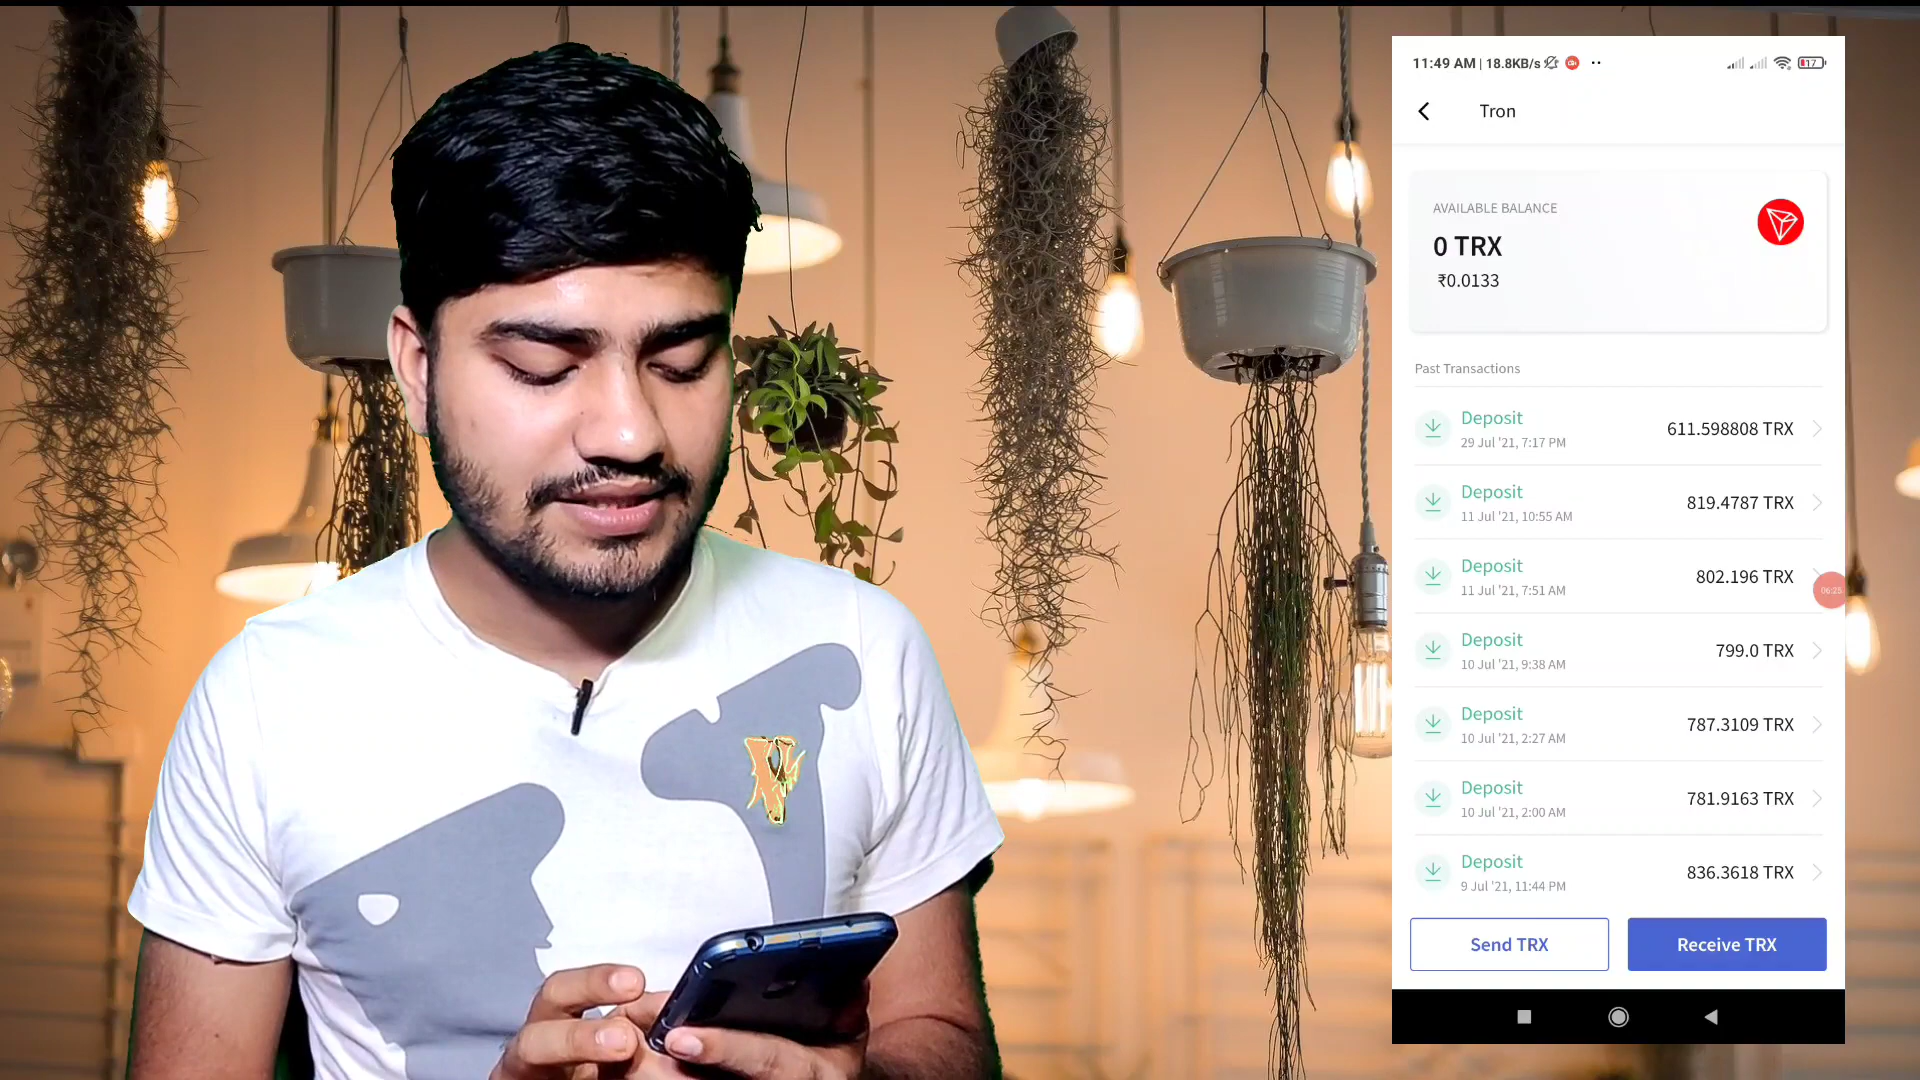 11:49 AM | 18.8KB/s
17
Tron
AVAILABLE BALANCE
0 TRX
₹0.0133
Past Transactions
Deposit
611.598808 TRX
29 Jul '21, 7:17 PM
Deposit
819.4787 TRX
11 Jul '21, 10:55 AM
Deposit
802.196 TRX
11 Jul '21, 7:51 AM
06:25
Deposit
799.0 TRX
10 Jul '21, 9:38 AM
Deposit
787.3109 TRX
10 Jul '21, 2:27 AM
Deposit
781.9163 TRX
10 Jul '21, 2:00 AM
Deposit
836.3618 TRX
9 Jul '21, 11:44 PM
Send TRX
Receive TRX